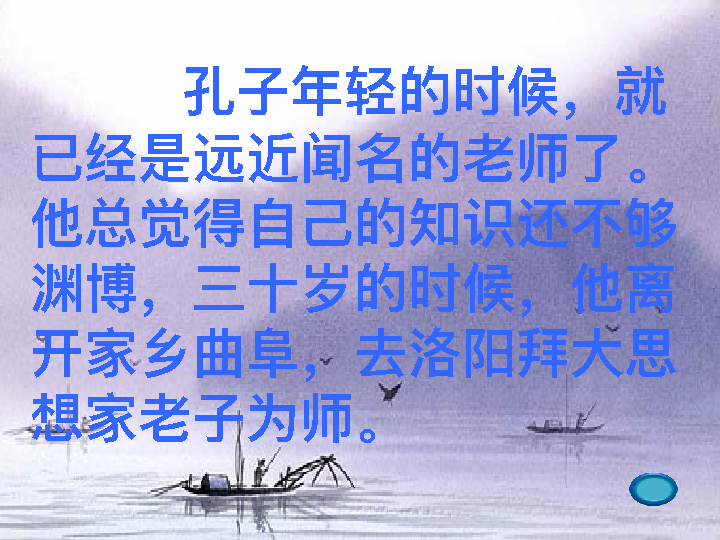 孔子年轻的时候，就
已经是远近闻名的老师了。
他总觉得自己的知识还不够
渊博，三十岁的时候，他离
开家乡曲阜，去洛阳拜大思
想家老子为师。